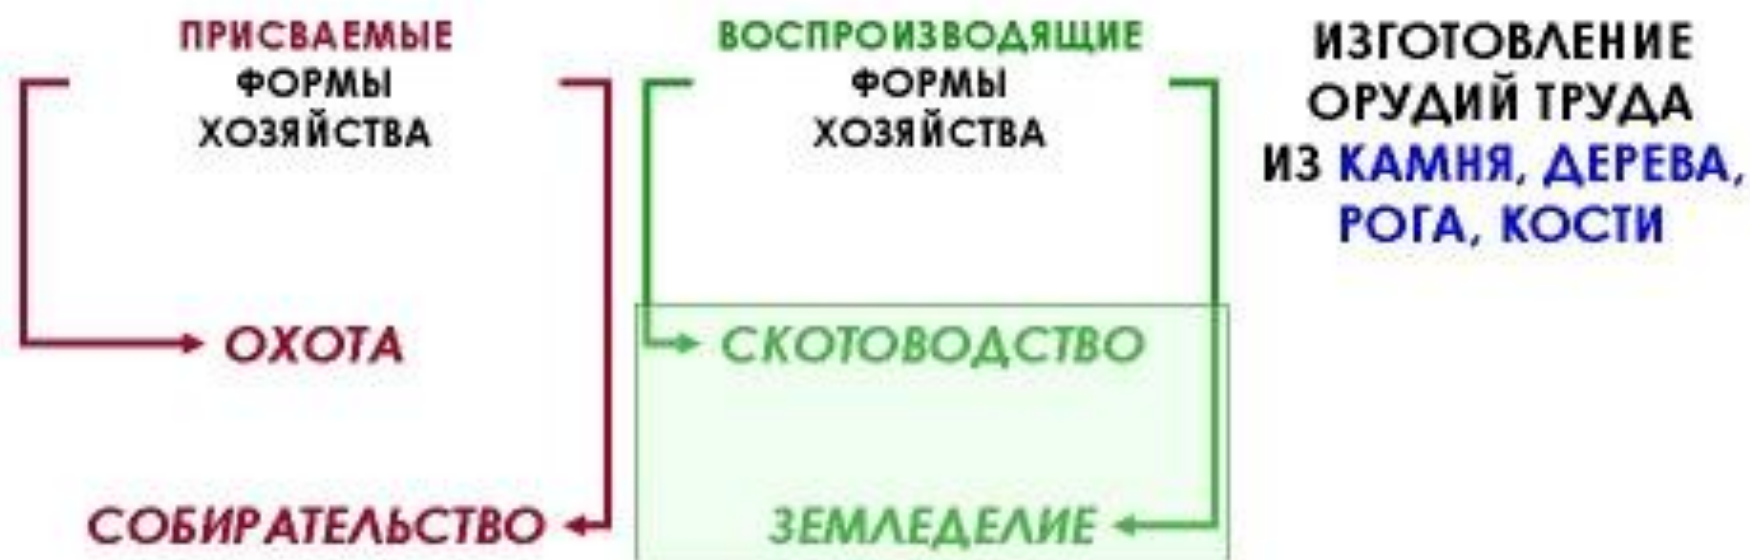 ПРИСВАЕМЫЕ
ФОРМЫ
ХОЗЯЙСТВА
ОХОТА
СОБИРАТЕЛЬСТВО
ВОСПРОИЗВОДЯЩИЕ
ФОРМЫ
ХОЗЯЙСТВА
СКОТОВОДСТВО
ЗЕМЛЕДЕЛИЕ
ИЗГОТОВЛЕНИЕ
ОРУДИЙ ТРУДА
ИЗ КАМНЯ, ДЕРЕВА,
РОГА, КОСТИ